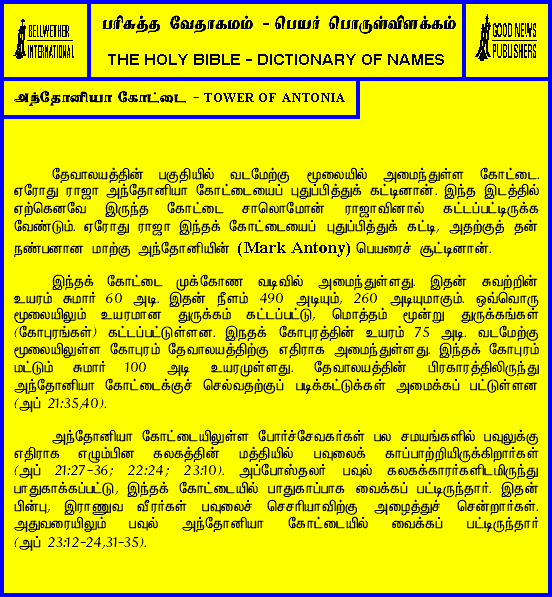 BELLWETHER
INTERNATIONAL
பரிசுத்த வேதாகமம் - பெயர் பொருள்விளக்கம்
THE HOLY BIBLE - DICTIONARY OF NAMES
GOOD NEWS
PUBLISHERS
அந்தோனியா கோட்டை - TOWER OF ANTONIA
தேவாலயத்தின் பகுதியில் வடமேற்கு மூலையில் அமைந்துள்ள கோட்டை.
ஏரோது ராஜா அந்தோனியா கோட்டையைப் புதுப்பித்துக் கட்டினான். இந்த இடத்தில்
ஏற்கெனவே இருந்த கோட்டை சாலொமோன் ராஜாவினால் கட்டப்பட்டிருக்க
வேண்டும். ஏரோது ராஜா இந்தக் கோட்டையைப் புதுப்பித்துக் கட்டி, அதற்குத் தன்
நண்பனான மாற்கு அந்தோனியின் (Mark Antony) பெயரைச் சூட்டினான்.
இந்தக் கோட்டை முக்கோண வடிவில் அமைந்துள்ளது. இதன் சுவற்றின்
உயரம் சுமார் 60 அடி. இதன் நீளம் 490 அடியும், 260 அடியுமாகும். ஒவ்வொரு
மூலையிலும் உயரமான துருக்கம் கட்டப்பட்டு, மொத்தம் மூன்று துருக்கங்கள்
(கோபுரங்கள்) கட்டப்பட்டுள்ளன. இநதக் கோபுரத்தின் உயரம் 75 அடி. வடமேற்கு
மூலையிலுள்ள கோபுரம் தேவாலயத்திற்கு எதிராக அமைந்துள்ளது. இந்தக் கோபுரம்
மட்டும் சுமார் 100 அடி உயரமுள்ளது. தேவாலயத்தின் பிரகாரத்திலிருந்து
அந்தோனியா கோட்டைக்குச் செல்வதற்குப் படிக்கட்டுக்கள் அமைக்கப் பட்டுள்ளன
(அப் 21:35,40).
அந்தோனியா கோட்டையிலுள்ள போர்ச்சேவகர்கள் பல சமயங்களில் பவுலுக்கு
எதிராக எழும்பின கலகத்தின் மத்தியில் பவுலைக் காப்பாற்றியிருக்கிறார்கள்
(அப் 21:27-36; 22:24; 23:10). அப்போஸ்தலர் பவுல் கலகக்காரர்களிடமிருந்து
பாதுகாக்கப்பட்டு, இந்தக் கோட்டையில் பாதுகாப்பாக வைக்கப் பட்டிருந்தார். இதன்
பின்பு, இராணுவ வீரர்கள் பவுலைச் செசரியாவிற்கு அழைத்துச் சென்றார்கள்.
அதுவரையிலும் பவுல் அந்தோனியா கோட்டையில் வைக்கப் பட்டிருந்தார்
(அப் 23:12-24,31-35).